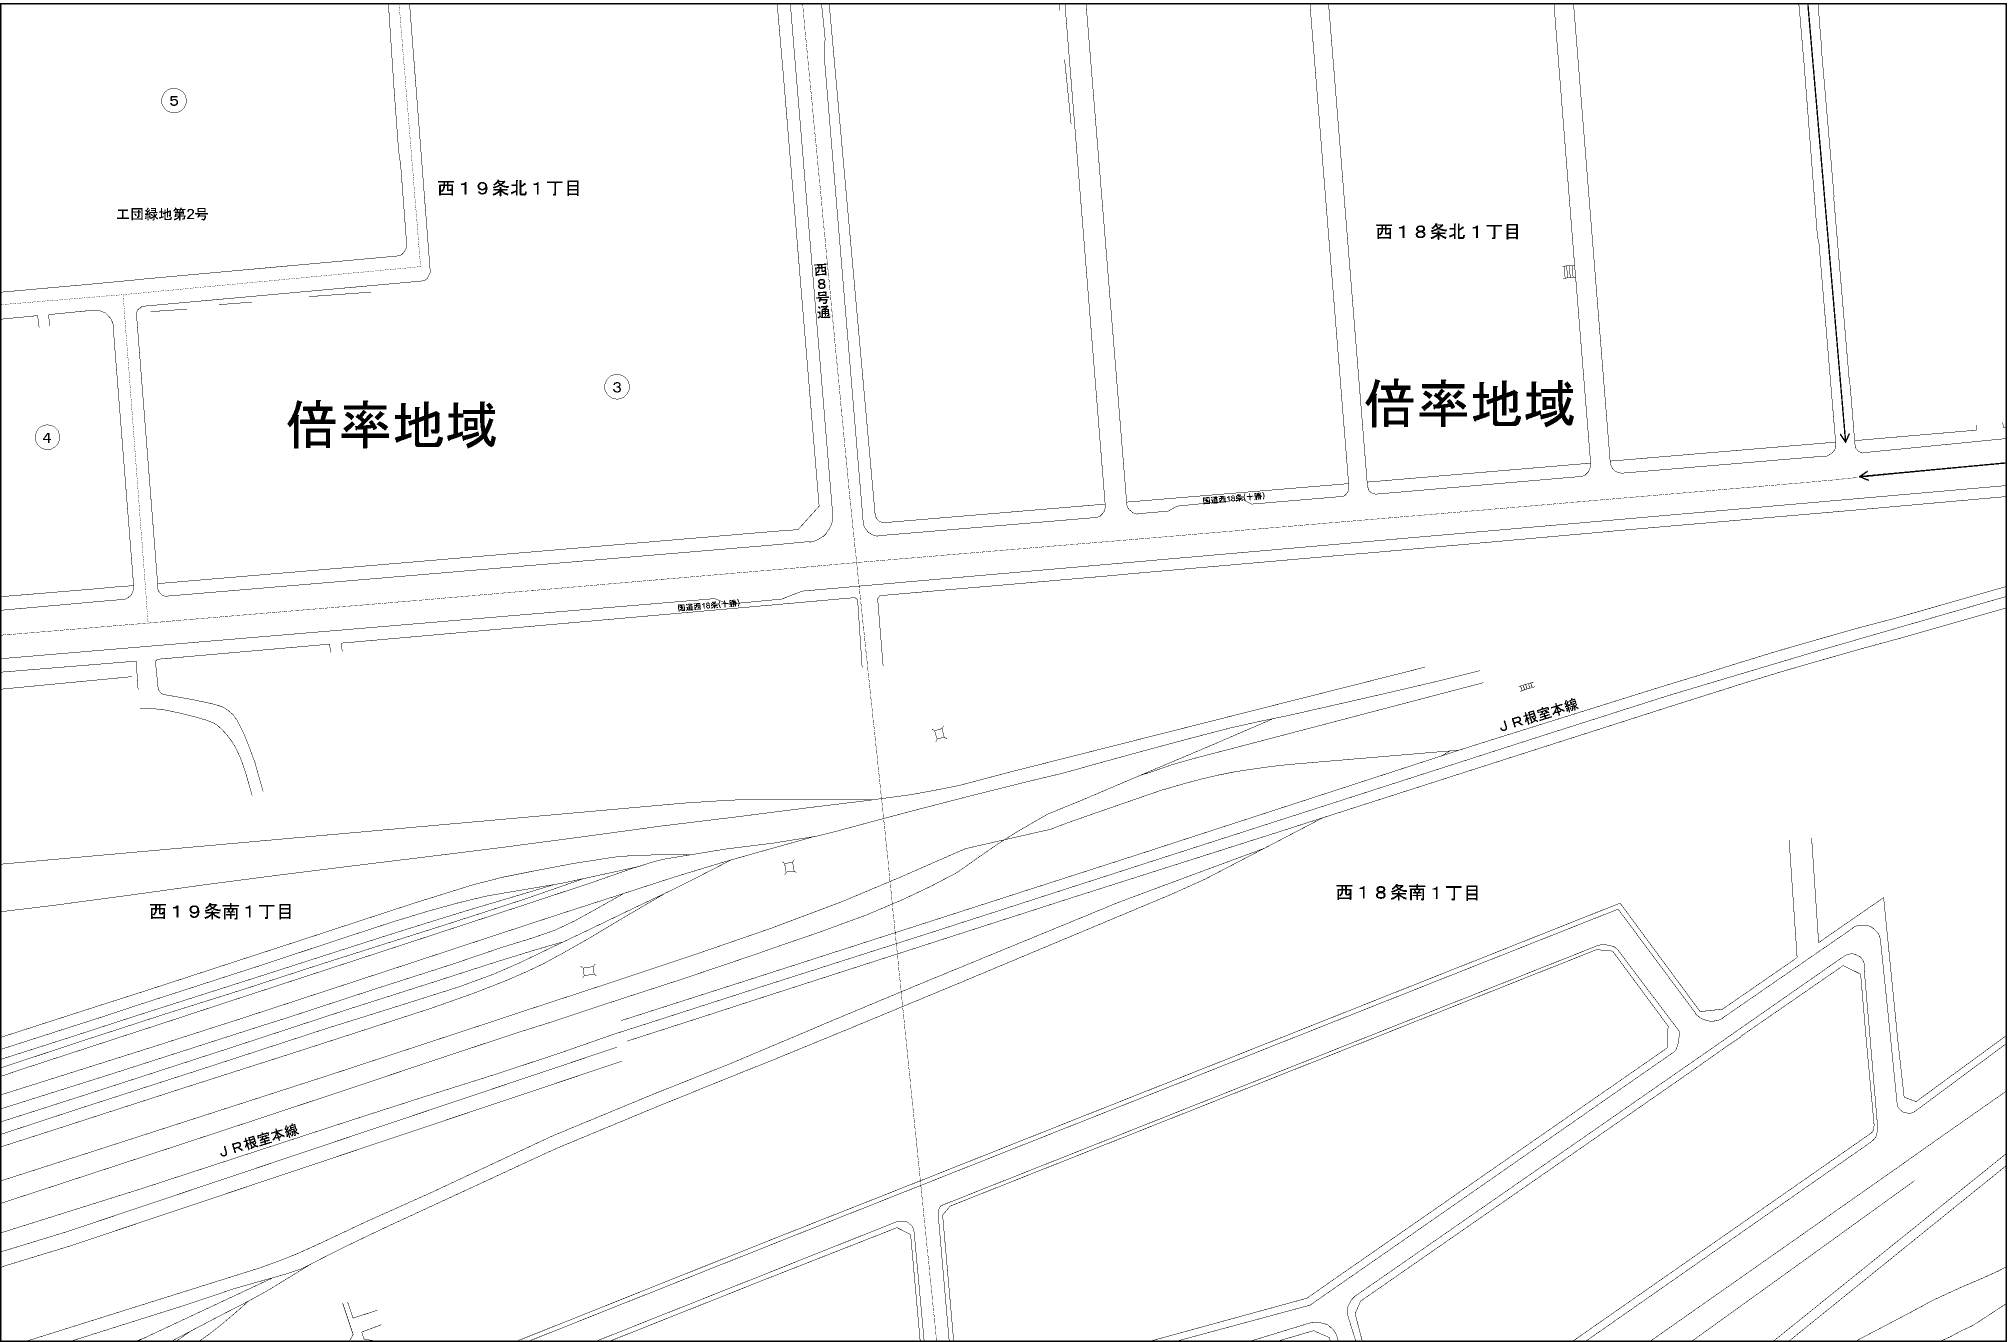 ⑤
西１９条北１丁目
工団緑地第2号
西１８条北１丁目
西８号通
③
倍率地域
倍率地域
④
国道西18条(十勝)
国道西18条(十勝)
ＪＲ根室本線
西１８条南１丁目
西１９条南１丁目
ＪＲ根室本線